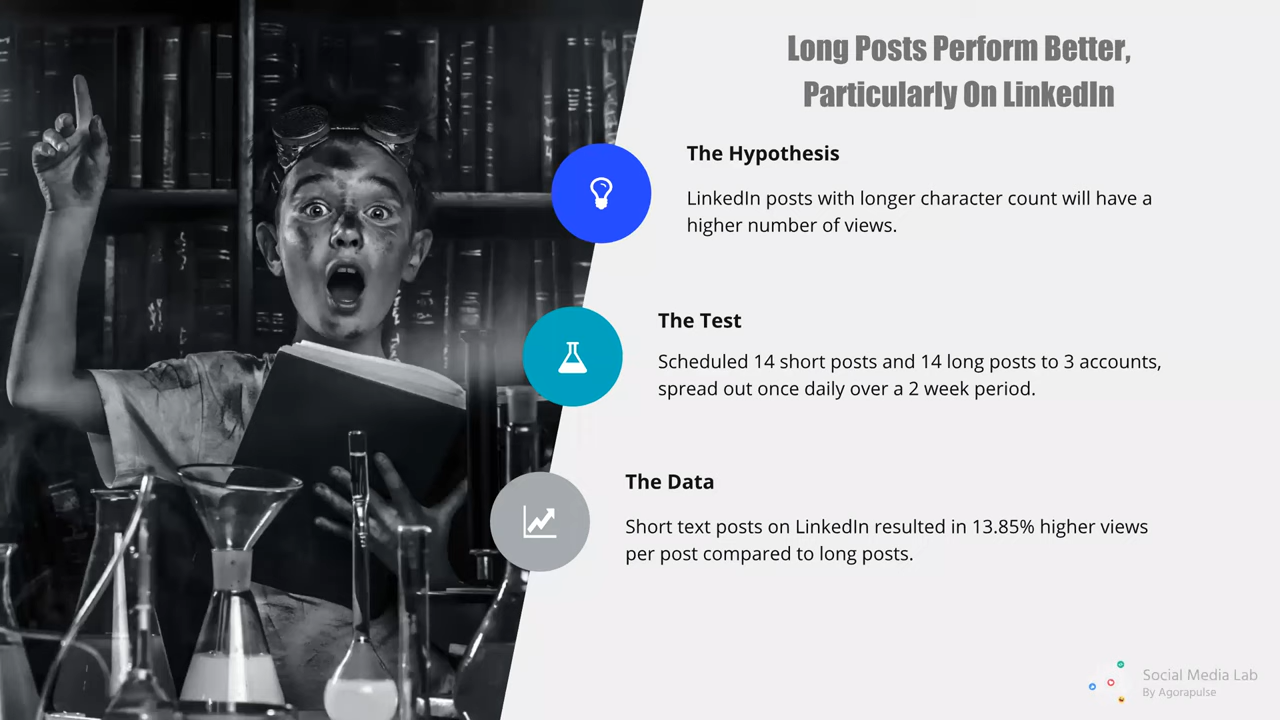 Long Posts Perform Better,
Particularly On LinkedIn
The Hypothesis
LinkedIn posts with longer character count will have a
higher number of views.
The Test
Scheduled 14 short posts and 14 long posts to 3 accounts,
spread out once daily over a 2 week period.
The Data
Short text posts on LinkedIn resulted in 13.85% higher views
per post compared to long posts.
Social Media Lab
By Agorapulse